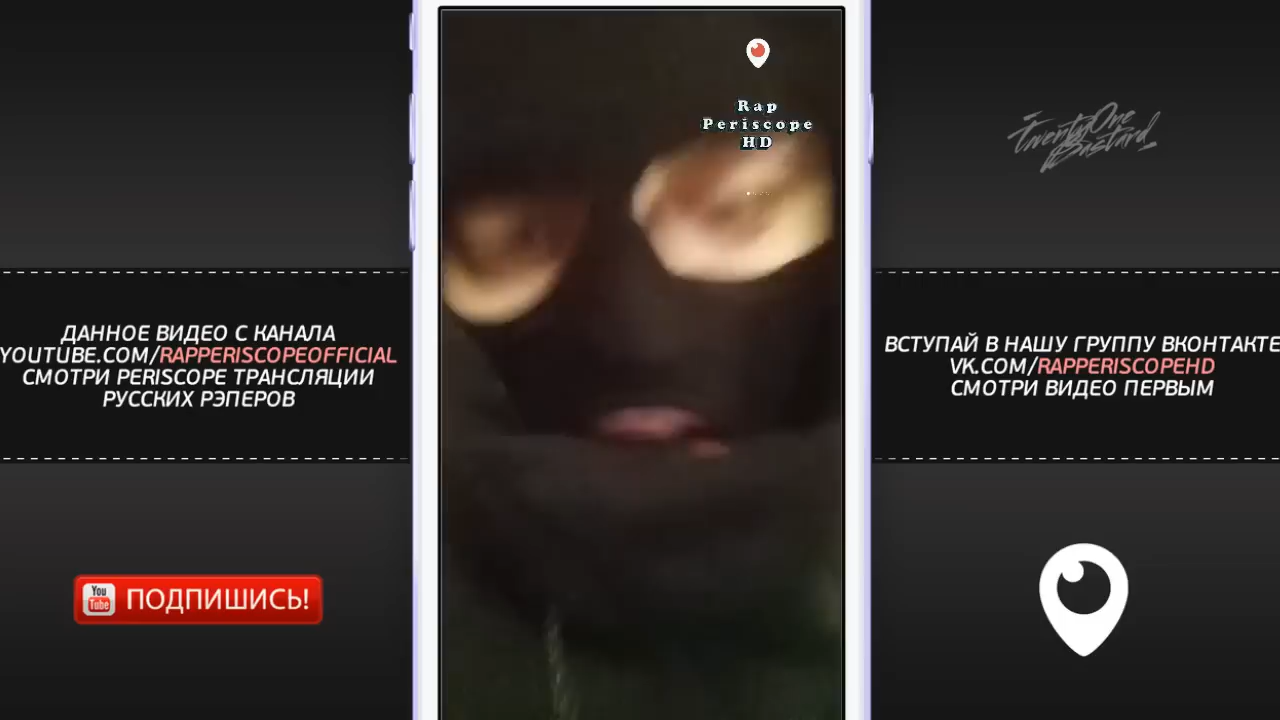 Rap
Periscope
HD
TwentyOne
Bastard
ДАННОЕ ВИДЕО С КАНАЛА
YOUTUBE.COM/RAPPERISCOPEOFFICIAL
СМОТРИ PERISCOPE ТРАНСЛЯЦИИ
РУССКИХ РЭПЕРОВ
ВСТУПАЙ В НАШУ ГРУППУ ВКОНТАКТЕ
VK.COM/RAPPERISCOPEHD
СМОТРИ ВИДЕО ПЕРВЫМ
You
Tube
ПОДПИШИСЬ!